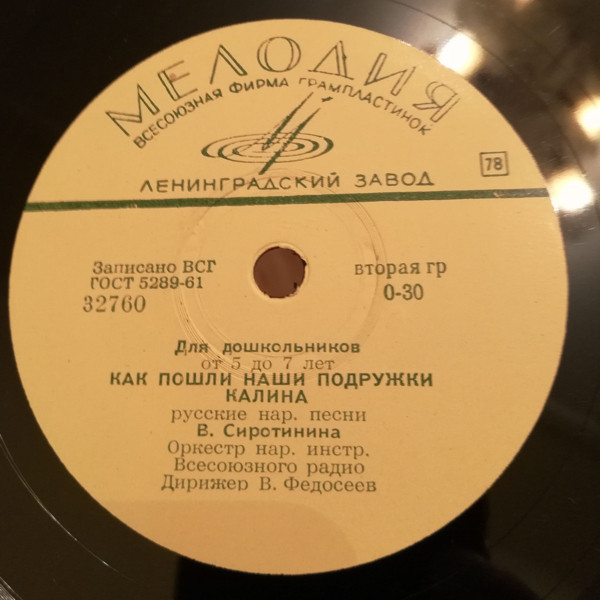 МЕЛОДИЯ
ВСЕСОЮЗНАЯ ФИРМА ГРАМПЛАСТИНОК
ЛЕНИНГРАДСКИЙ ЗАВОД
78
Записано ВСГ
ГОСТ 5289-61
32760
вторая гр
0-30
Для дошкольников
от 5 до 7 лет
КАК ПОШЛИ НАШИ ПОДРУЖКИ
КАЛИНА
русские нар. песни
В. Сиротинина
Оркестр нар. инстр.
Всесоюзного радио
Дирижер В. Федосеев